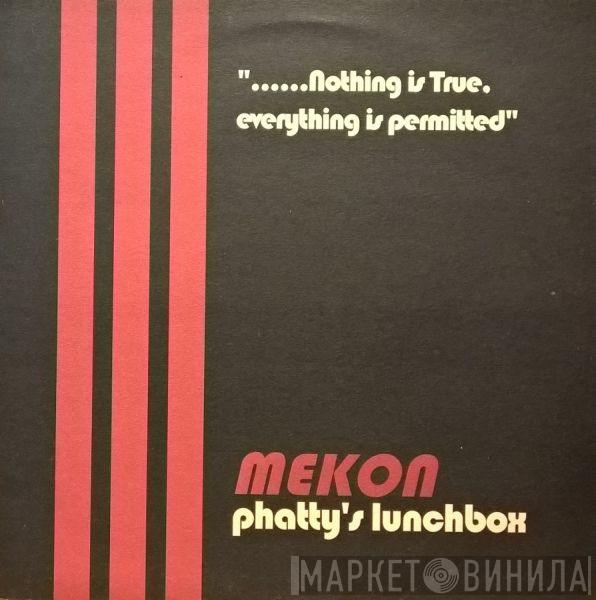 "......Nothing is True.
everything is permitted"
MEKON
phatty's lunchbox
МАРКЕТ ВИНИЛА